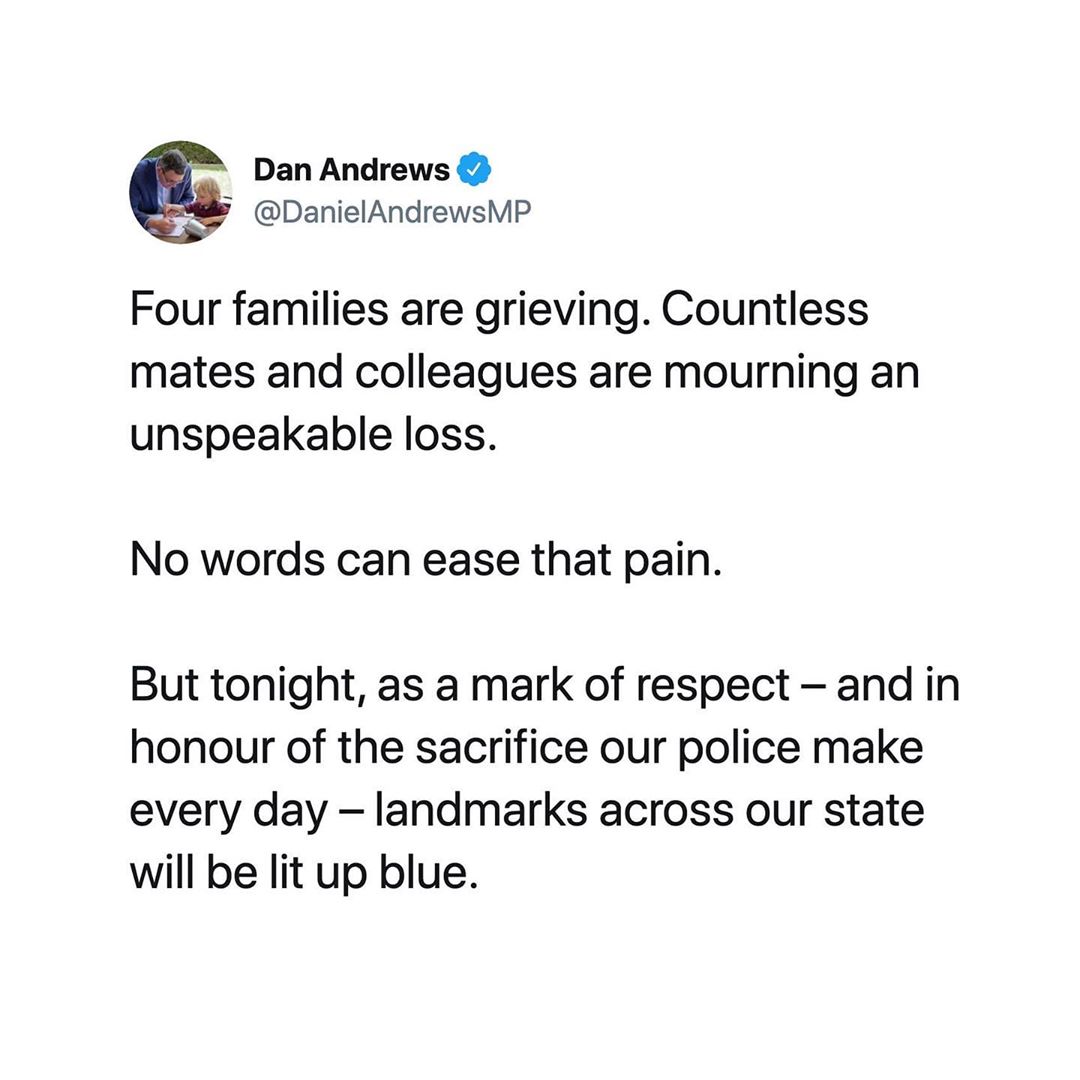 Dan Andrews
@DanielAndrewsMP
Four families are grieving. Countless
mates and colleagues are mourning an
unspeakable loss.
No words can ease that pain.
But tonight, as a mark of respect – and in
honour of the sacrifice our police make
every day – landmarks across our state
will be lit up blue.